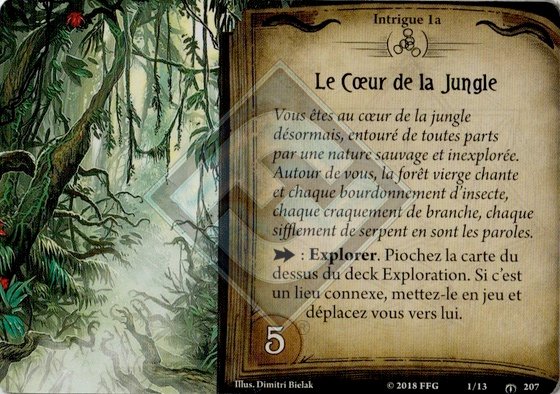 Intrigue 1a
Le Cœur de la Jungle
Vous êtes au cœur de la jungle
désormais, entouré de toutes parts
par une nature sauvage et inexplorée.
Autour de vous, la forêt vierge chante
et chaque bourdonnement d'insecte,
chaque craquement de branche, chaque
sifflement de serpent en sont les paroles.
: Explorer. Piochez la carte du
dessus du deck Exploration. Si c'est
un lieu connexe, mettez-le en jeu et
déplacez vous vers lui.
5
Illus. Dimitri Bielak © 2018 FFG 1/13 207